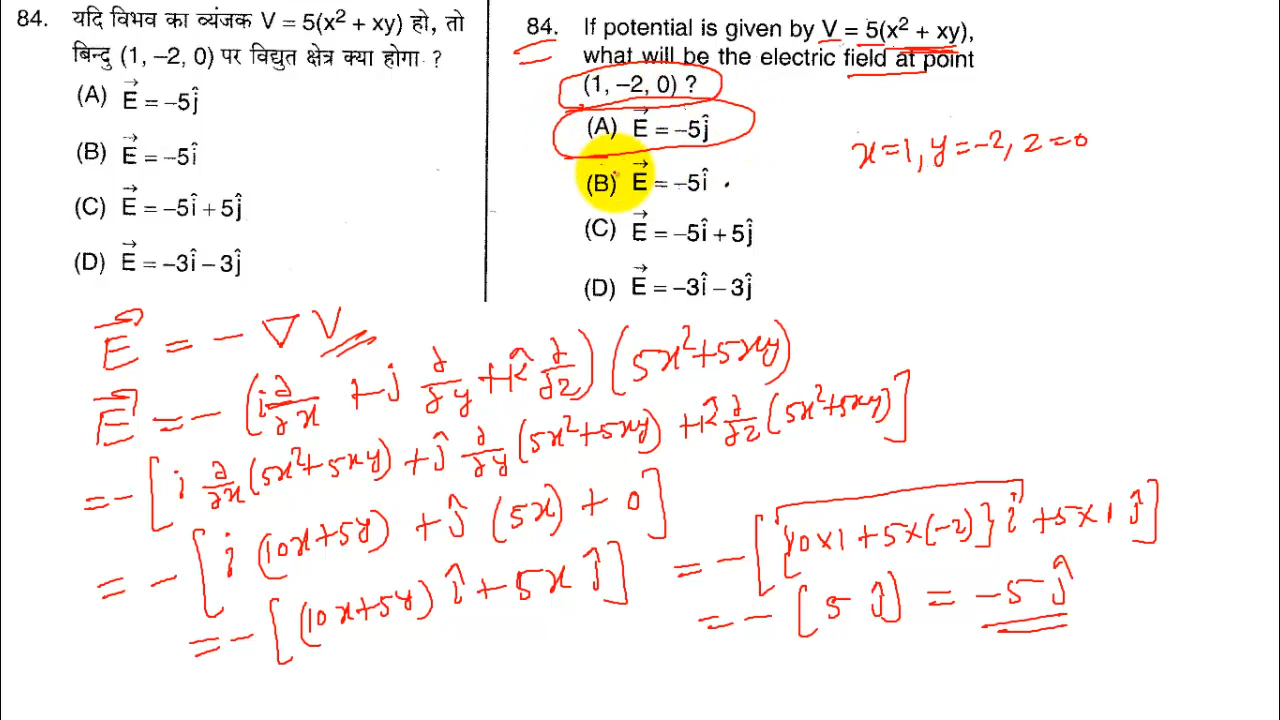 84. यदि विभव का व्यंजक V = 5(x² + xy) हो, तो
बिन्दु (1, –2, 0) पर विद्युत क्षेत्र क्या होगा ?
(A) E⃗ = –5ĵ
(B) E⃗ = –5î
(C) E⃗ = –5î + 5ĵ
(D) E⃗ = –3î – 3ĵ
84. If potential is given by V = 5(x² + xy),
what will be the electric field at point
(1, –2, 0) ?
(A) E⃗ = –5ĵ
(B) E⃗ = –5î .
(C) E⃗ = –5î + 5ĵ
(D) E⃗ = –3î – 3ĵ
x = 1, y = -2, z = 0
E⃗ = - ∇ V
E⃗ = - (i ∂/∂x + j ∂/∂y + k̂ ∂/∂z) (5x² + 5xy)
= - [i ∂/∂x (5x² + 5xy) + ĵ ∂/∂y (5x² + 5xy) + k̂ ∂/∂z (5x² + 5xy)]
= - [i (10x + 5y) + ĵ (5x) + 0]
= - [(10x + 5y) î + 5x ĵ]
= - [{10 × 1 + 5 × (-2)} î + 5 × 1 ĵ]
= - [5 ĵ] = -5 ĵ